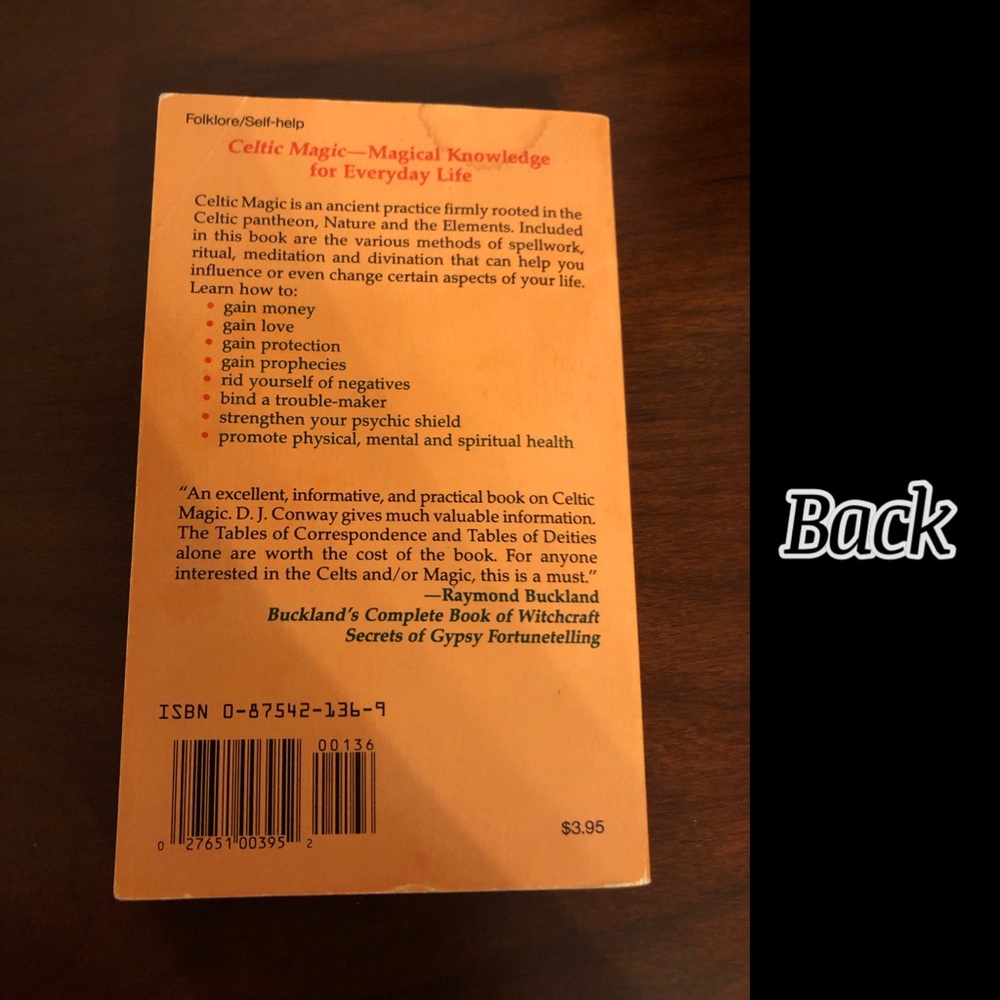 Folklore/Self-help
Celtic Magic—Magical Knowledge
for Everyday Life
Celtic Magic is an ancient practice firmly rooted in the
Celtic pantheon, Nature and the Elements. Included
in this book are the various methods of spellwork,
ritual, meditation and divination that can help you
influence or even change certain aspects of your life.
Learn how to:
• gain money
• gain love
• gain protection
• gain prophecies
• rid yourself of negatives
• bind a trouble-maker
• strengthen your psychic shield
• promote physical, mental and spiritual health
“An excellent, informative, and practical book on Celtic
Magic. D. J. Conway gives much valuable information.
The Tables of Correspondence and Tables of Deities
alone are worth the cost of the book. For anyone
interested in the Celts and/or Magic, this is a must.”
—Raymond Buckland
Buckland's Complete Book of Witchcraft
Secrets of Gypsy Fortunetelling
ISBN 0-87542-136-9
00136
0 27651 00395 2
$3.95
Back